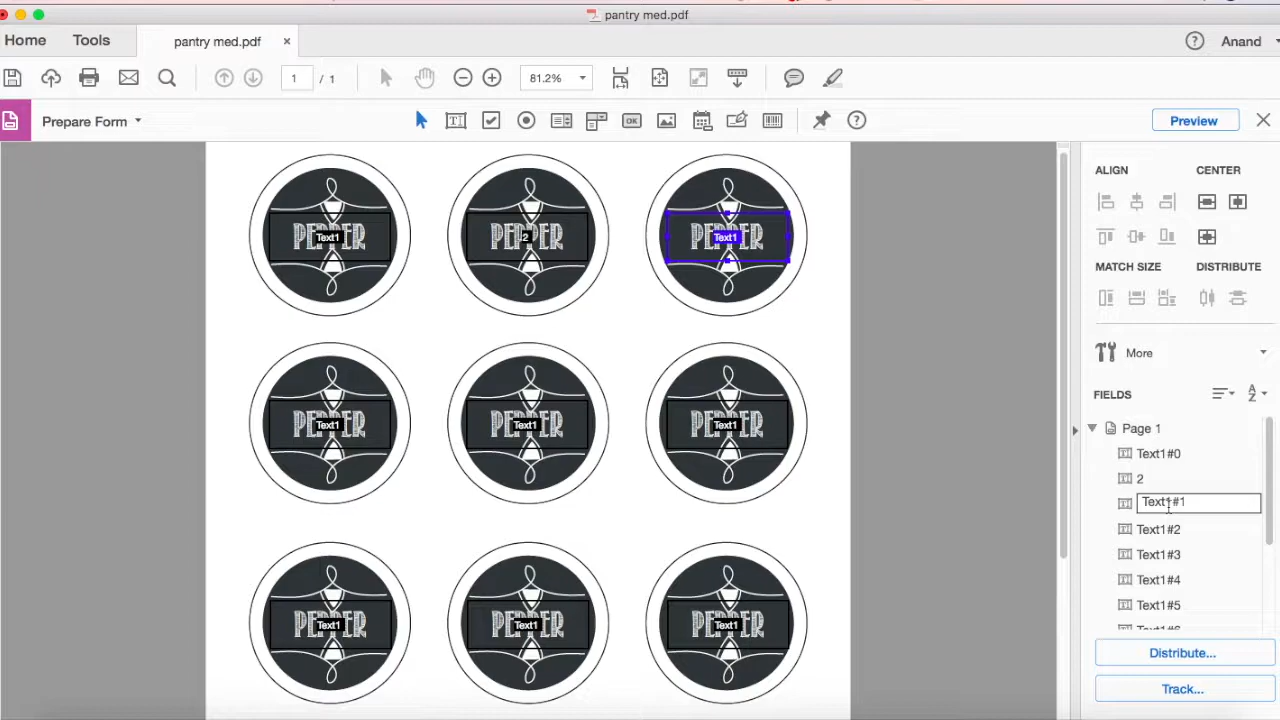 pantry med.pdf
Home Tools pantry med.pdf × ? Anand
1 / 1 81.2%
Prepare Form OK ? Preview
ALIGN CENTER
MATCH SIZE DISTRIBUTE
More
FIELDS A Z
Page 1
Text1#0
2
Text1#1
Text1#2
Text1#3
Text1#4
Text1#5
Text1#6
Distribute...
Track...
PEPPER Text1 PEPPER 2 PEPPER Text1
PEPPER Text1 PEPPER Text1 PEPPER Text1
PEPPER Text1 PEPPER Text1 PEPPER Text1